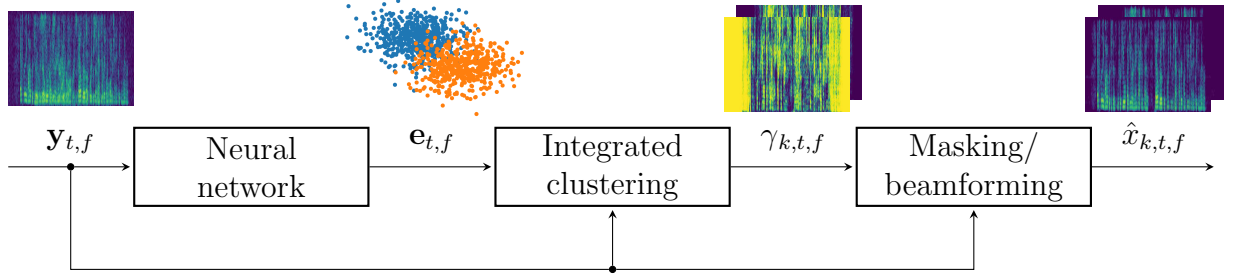 𝐲_{t,f}
Neural
network
𝐞_{t,f}
Integrated
clustering
γ_{k,t,f}
Masking/
beamforming
x̂_{k,t,f}